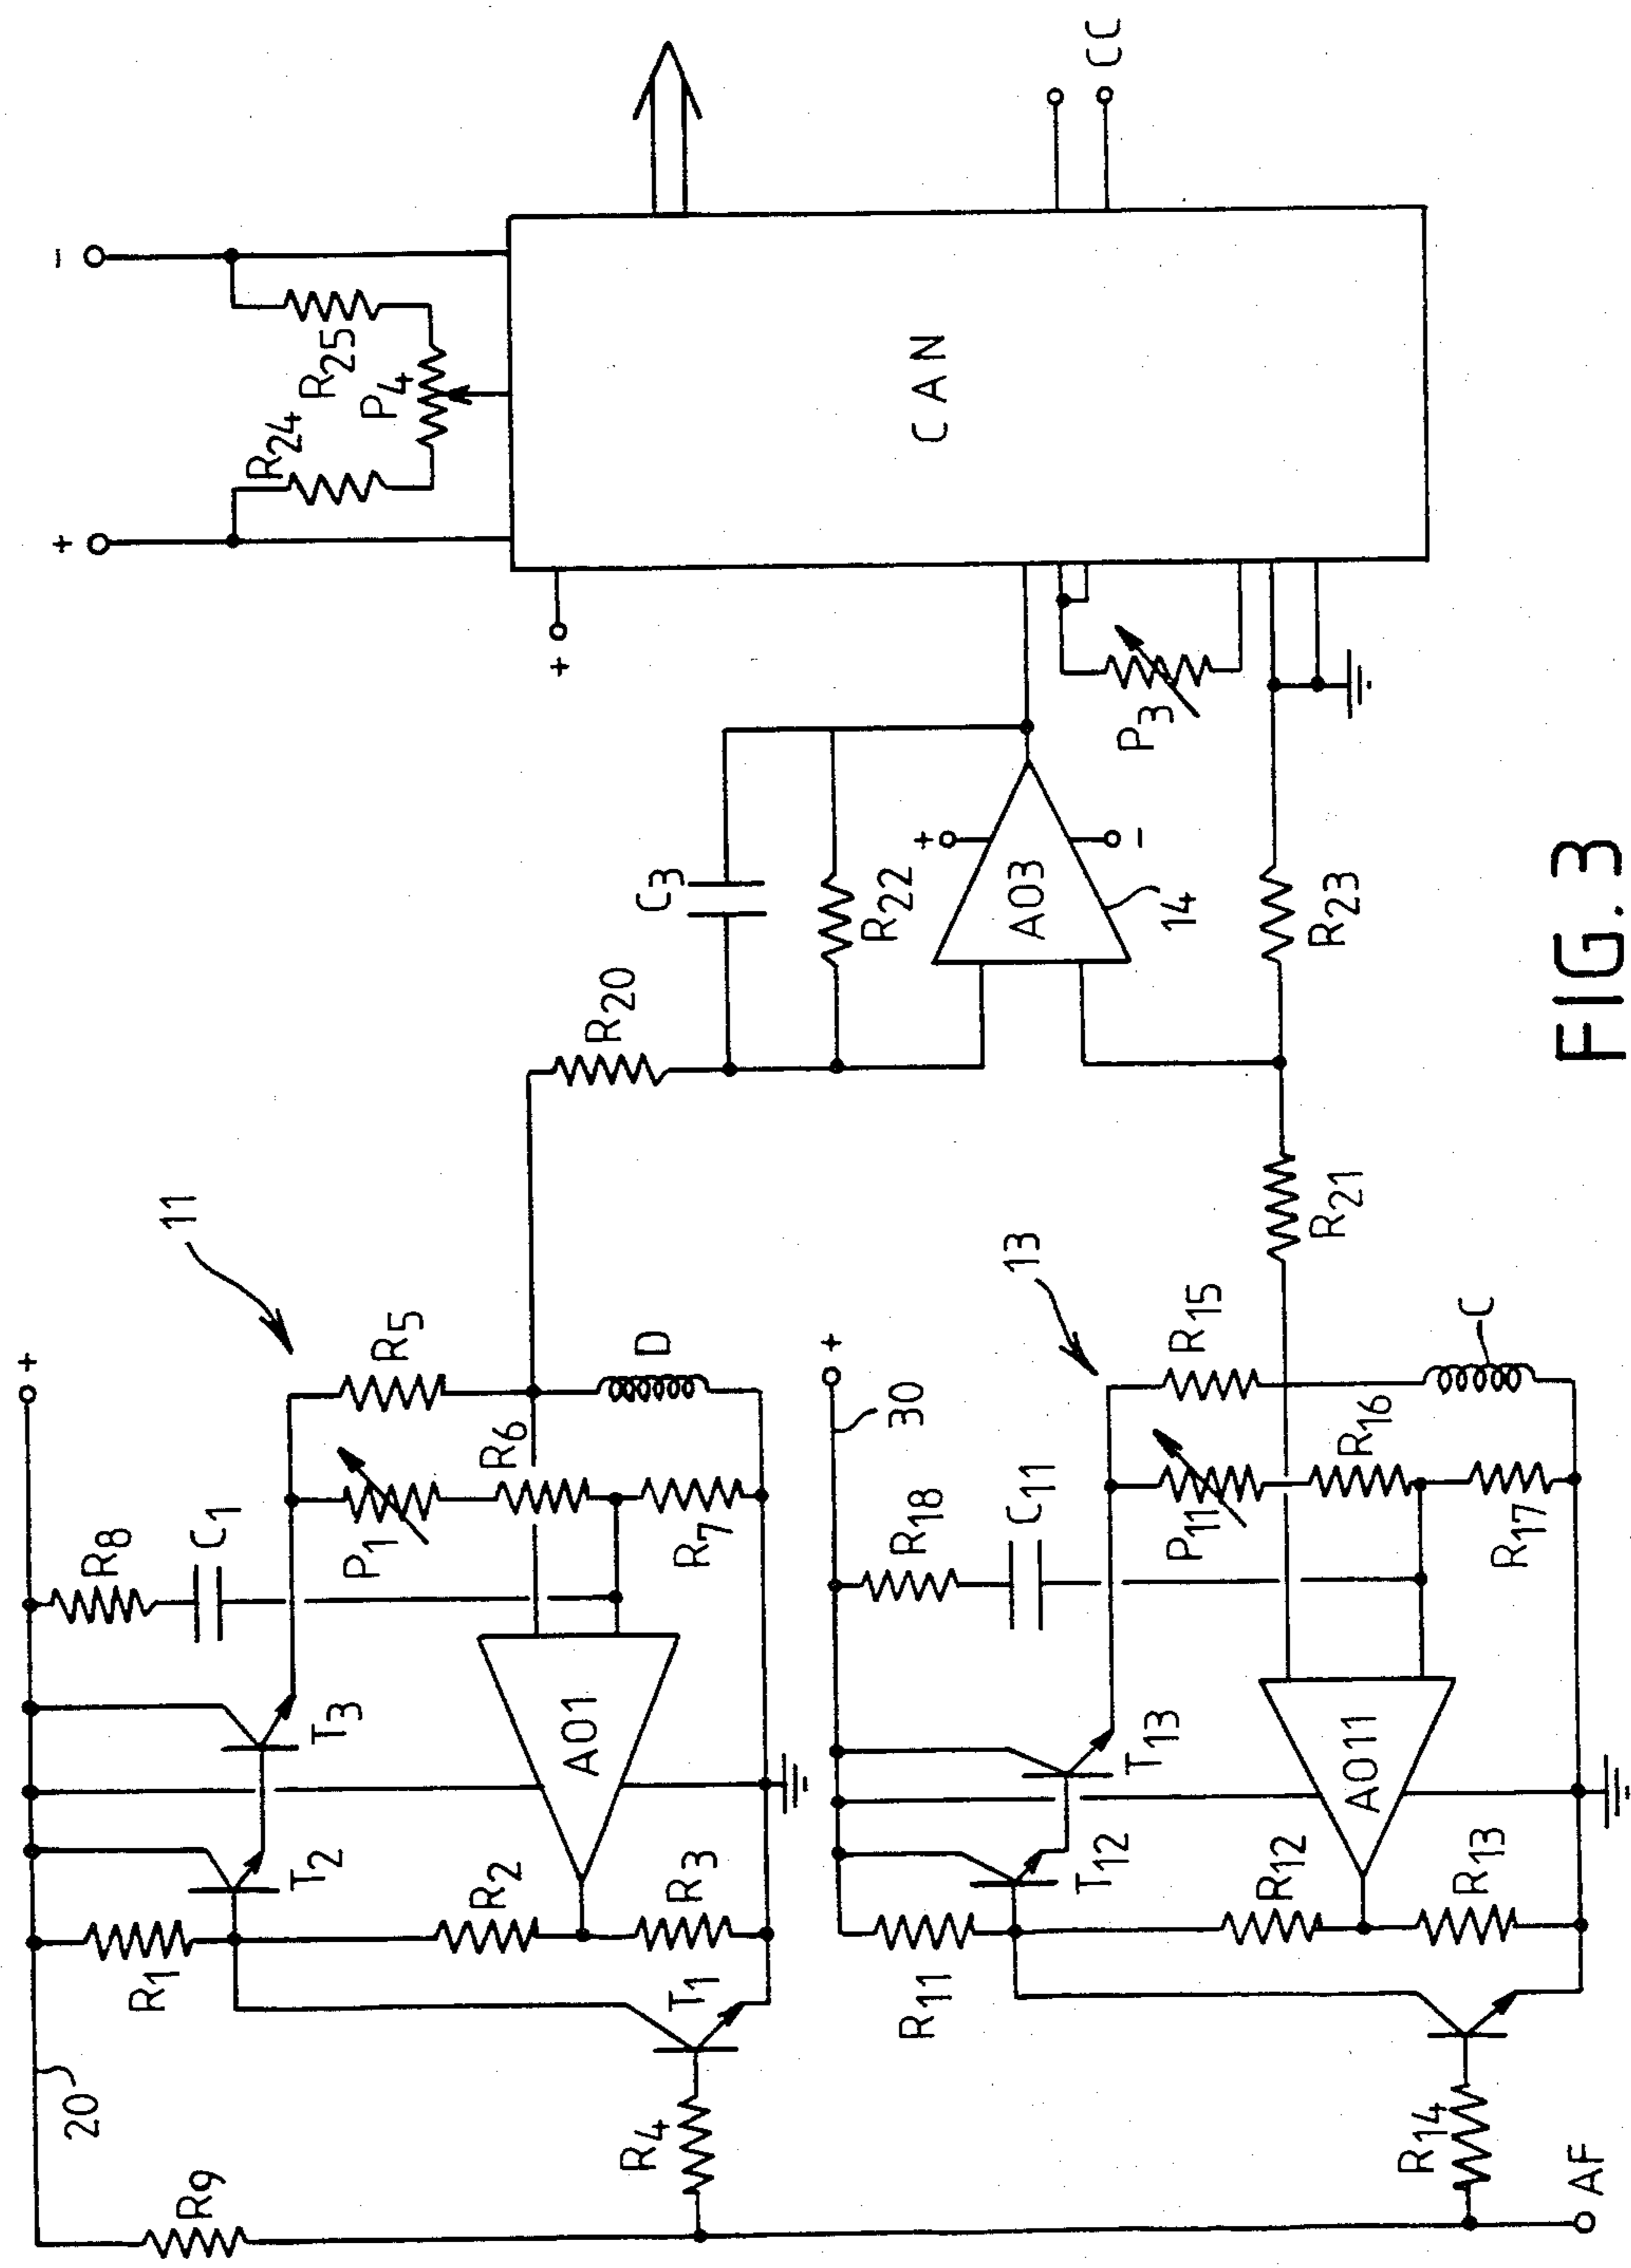 -
+
R25
P4
R24
CAN
CC
+
C3
R22
R20
+
A03
-
14
P3
R23
R21
11
+
R8
C1
P1
R5
R6
D
R7
T3
T2
A01
R1
R2
R3
T1
20
R9
R4
13
+
30
R18
C11
P11
R15
R16
C
R17
T13
T12
A011
R11
R12
R13
R14
AF
FIG. 3